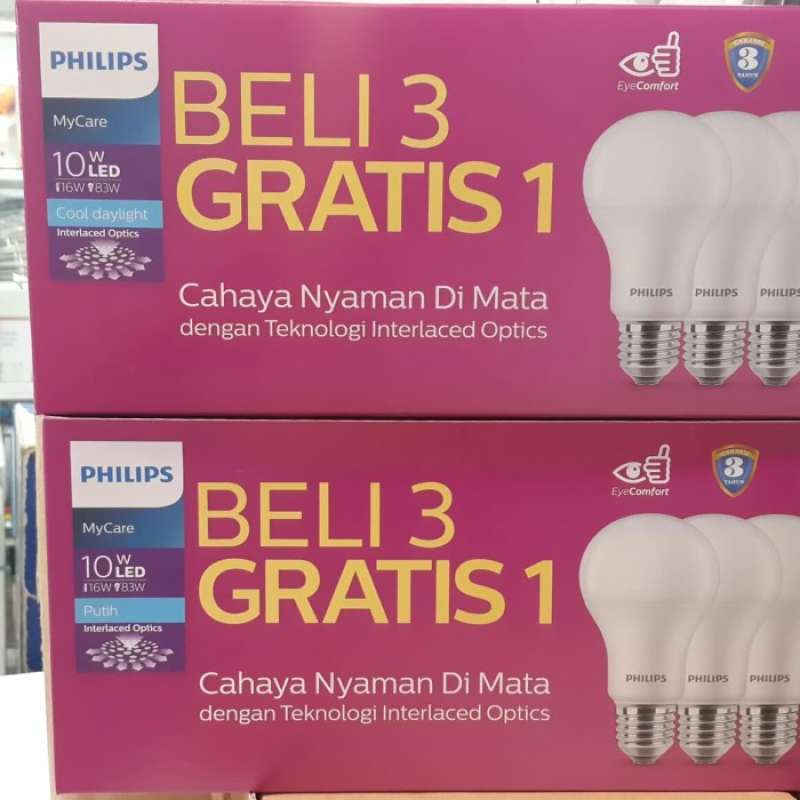 PHILIPS
MyCare
10W LED
16W 83W
Cool daylight
Interlaced Optics
BELI 3
GRATIS 1
Cahaya Nyaman Di Mata
dengan Teknologi Interlaced Optics
EyeComfort
3
TAHUN
PHILIPS
PHILIPS
PHILIPS
PHILIPS
MyCare
10W LED
16W 83W
Putih
Interlaced Optics
BELI 3
GRATIS 1
Cahaya Nyaman Di Mata
dengan Teknologi Interlaced Optics
EyeComfort
3
TAHUN
PHILIPS
PHILIPS
PHILIPS